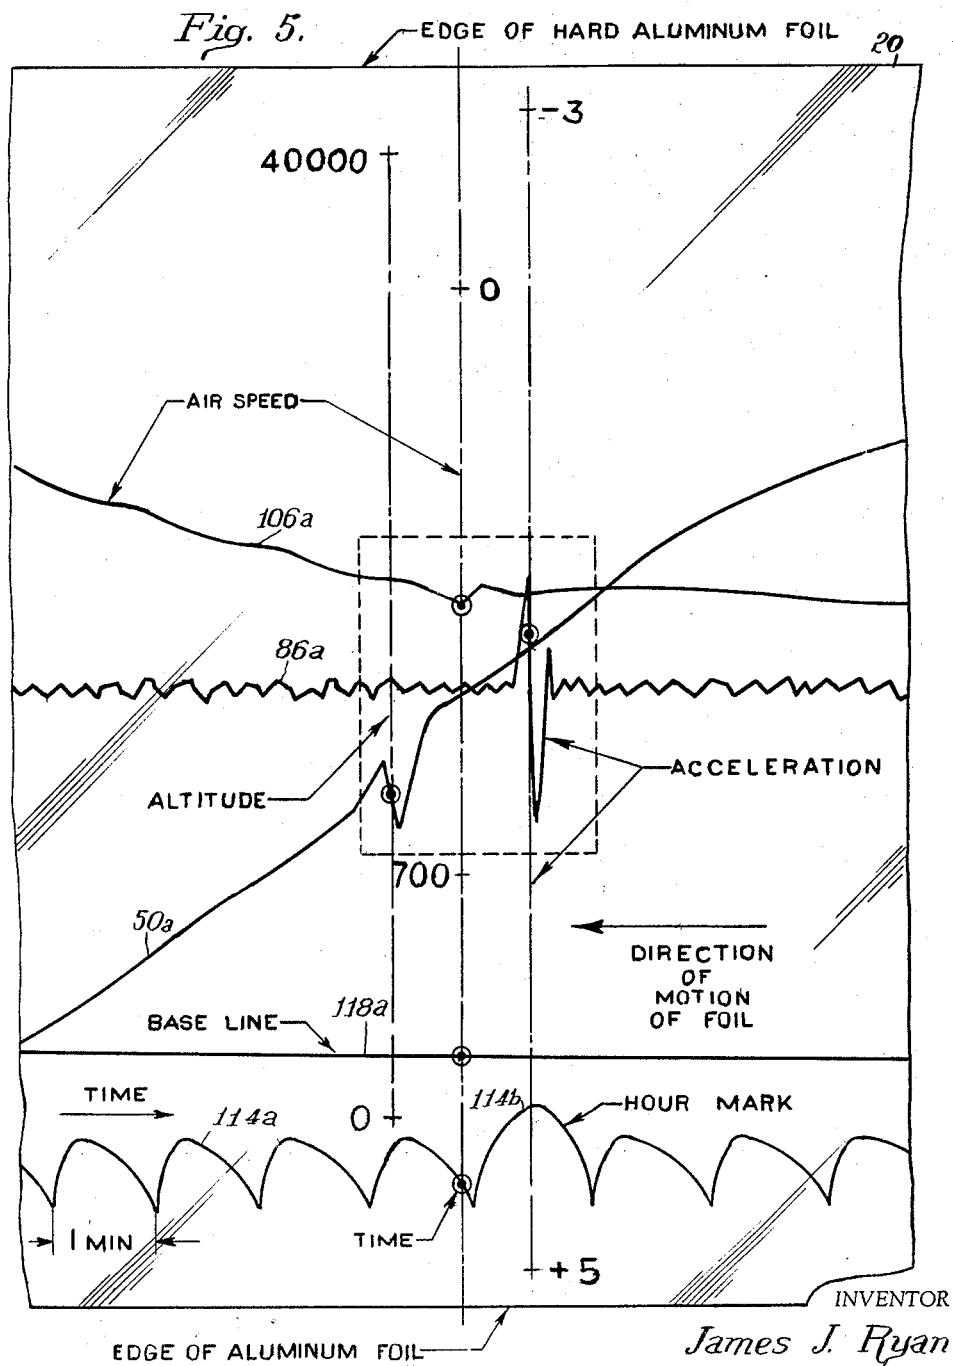 Fig. 5.
EDGE OF HARD ALUMINUM FOIL
20
-3
40000
0
AIR SPEED
106a
86a
ACCELERATION
ALTITUDE
700
50a
DIRECTION
OF
MOTION
OF FOIL
118a
BASE LINE
TIME
114b
HOUR MARK
0
114a
1 MIN
TIME
+5
INVENTOR
James J. Ryan
EDGE OF ALUMINUM FOIL